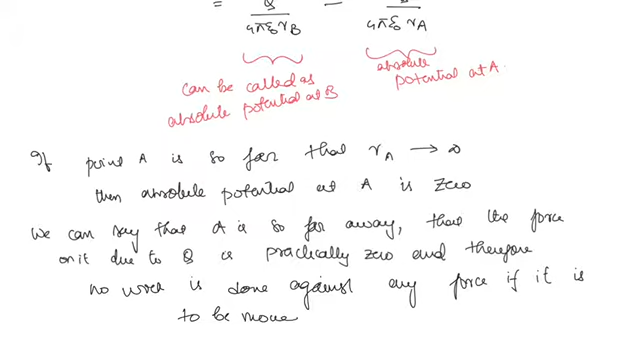 = Q/4πξ₀r_B − Q/4πξ₀r_A
can be called as
absolute potential at B
absolute
potential at A.
If point A is so far that r_A → ∞
then absolute potential at A is zero
We can say that A is so far away, that the force
on it due to Q is practically zero and therefore
no work is done against any force if it is
to be move